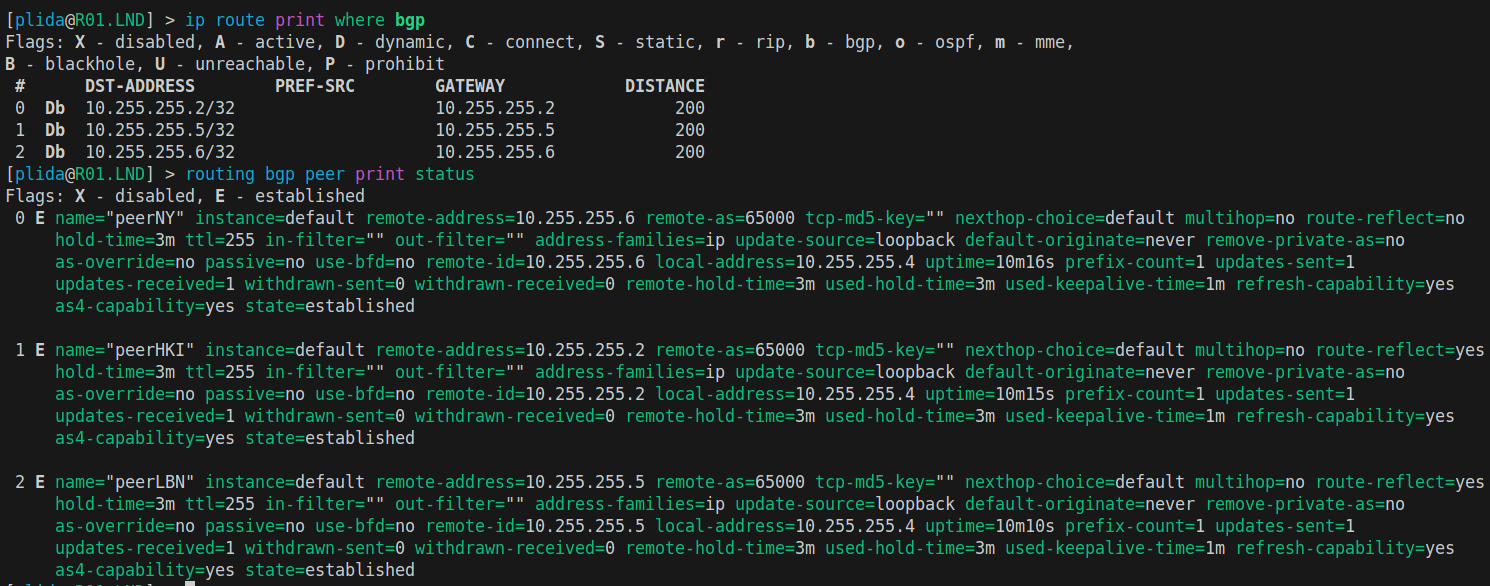 [plida@R01.LND] > ip route print where bgp
Flags: X - disabled, A - active, D - dynamic, C - connect, S - static, r - rip, b - bgp, o - ospf, m - mme,
B - blackhole, U - unreachable, P - prohibit
# DST-ADDRESS PREF-SRC GATEWAY DISTANCE
0 Db 10.255.255.2/32 10.255.255.2 200
1 Db 10.255.255.5/32 10.255.255.5 200
2 Db 10.255.255.6/32 10.255.255.6 200
[plida@R01.LND] > routing bgp peer print status
Flags: X - disabled, E - established
0 E name="peerNY" instance=default remote-address=10.255.255.6 remote-as=65000 tcp-md5-key="" nexthop-choice=default multihop=no route-reflect=no
hold-time=3m ttl=255 in-filter="" out-filter="" address-families=ip update-source=loopback default-originate=never remove-private-as=no
as-override=no passive=no use-bfd=no remote-id=10.255.255.6 local-address=10.255.255.4 uptime=10m16s prefix-count=1 updates-sent=1
updates-received=1 withdrawn-sent=0 withdrawn-received=0 remote-hold-time=3m used-hold-time=3m used-keepalive-time=1m refresh-capability=yes
as4-capability=yes state=established
1 E name="peerHKI" instance=default remote-address=10.255.255.2 remote-as=65000 tcp-md5-key="" nexthop-choice=default multihop=no route-reflect=yes
hold-time=3m ttl=255 in-filter="" out-filter="" address-families=ip update-source=loopback default-originate=never remove-private-as=no
as-override=no passive=no use-bfd=no remote-id=10.255.255.2 local-address=10.255.255.4 uptime=10m15s prefix-count=1 updates-sent=1
updates-received=1 withdrawn-sent=0 withdrawn-received=0 remote-hold-time=3m used-hold-time=3m used-keepalive-time=1m refresh-capability=yes
as4-capability=yes state=established
2 E name="peerLBN" instance=default remote-address=10.255.255.5 remote-as=65000 tcp-md5-key="" nexthop-choice=default multihop=no route-reflect=yes
hold-time=3m ttl=255 in-filter="" out-filter="" address-families=ip update-source=loopback default-originate=never remove-private-as=no
as-override=no passive=no use-bfd=no remote-id=10.255.255.5 local-address=10.255.255.4 uptime=10m10s prefix-count=1 updates-sent=1
updates-received=1 withdrawn-sent=0 withdrawn-received=0 remote-hold-time=3m used-hold-time=3m used-keepalive-time=1m refresh-capability=yes
as4-capability=yes state=established